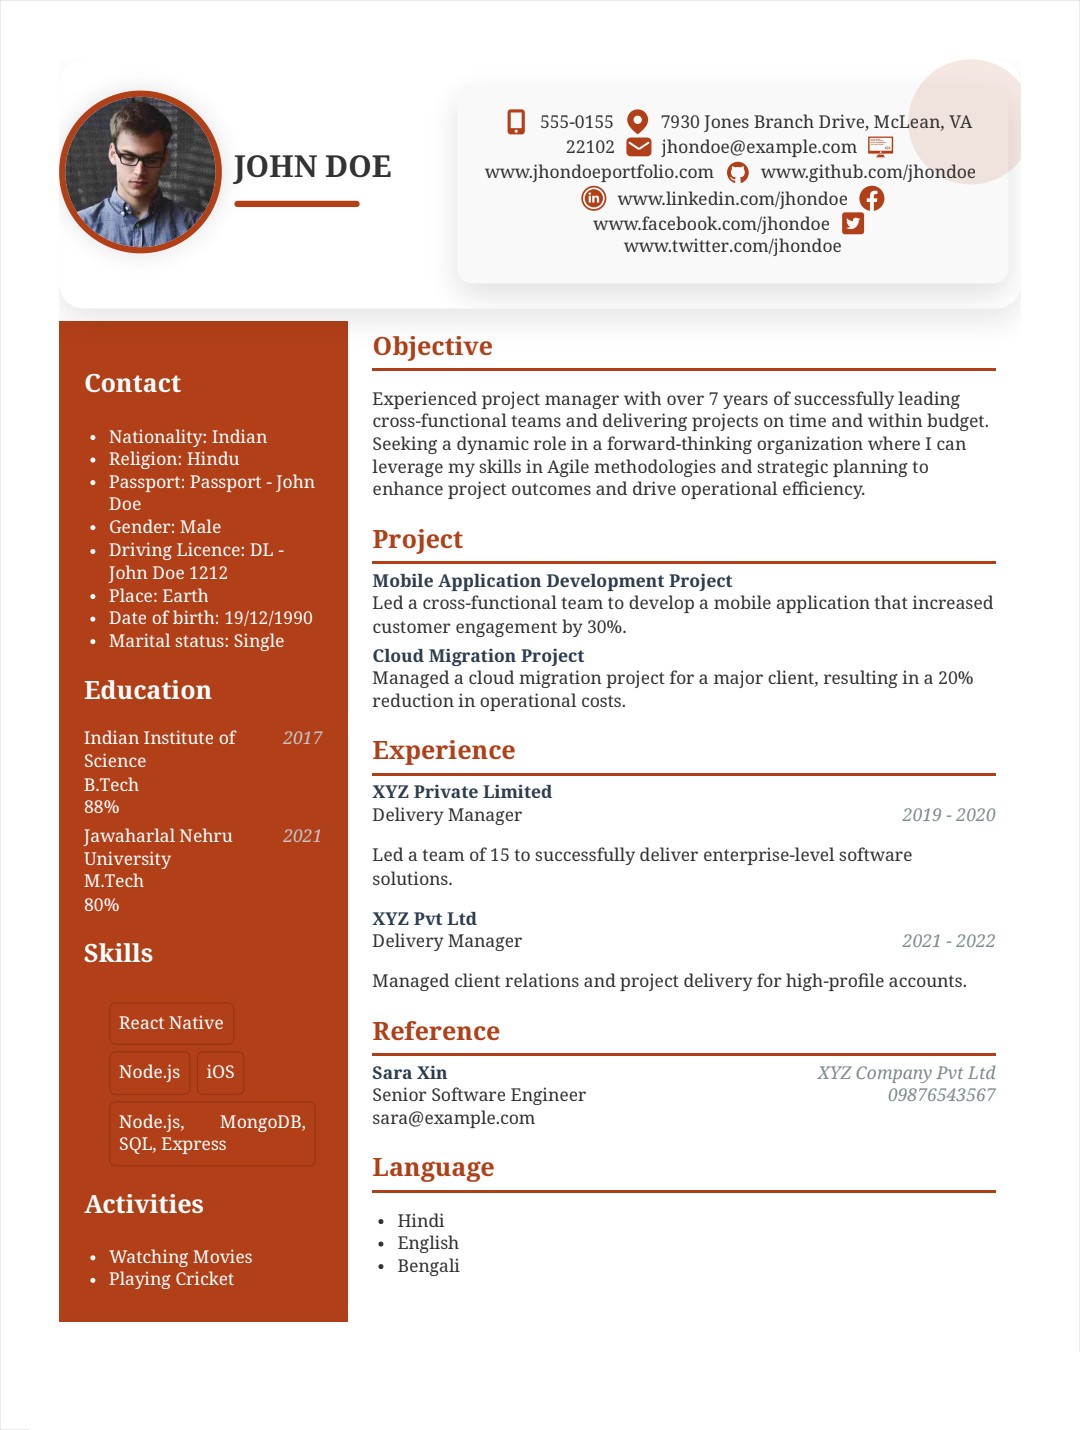 JOHN DOE
555-0155 7930 Jones Branch Drive, McLean, VA
22102 jhondoe@example.com
www.jhondoeportfolio.com www.github.com/jhondoe
www.linkedin.com/jhondoe
www.facebook.com/jhondoe
www.twitter.com/jhondoe
Contact
• Nationality: Indian
• Religion: Hindu
• Passport: Passport - John
Doe
• Gender: Male
• Driving Licence: DL -
John Doe 1212
• Place: Earth
• Date of birth: 19/12/1990
• Marital status: Single
Education
Indian Institute of 2017
Science
B.Tech
88%
Jawaharlal Nehru 2021
University
M.Tech
80%
Skills
React Native
Node.js iOS
Node.js, MongoDB,
SQL, Express
Activities
• Watching Movies
• Playing Cricket
Objective
Experienced project manager with over 7 years of successfully leading
cross-functional teams and delivering projects on time and within budget.
Seeking a dynamic role in a forward-thinking organization where I can
leverage my skills in Agile methodologies and strategic planning to
enhance project outcomes and drive operational efficiency.
Project
Mobile Application Development Project
Led a cross-functional team to develop a mobile application that increased
customer engagement by 30%.
Cloud Migration Project
Managed a cloud migration project for a major client, resulting in a 20%
reduction in operational costs.
Experience
XYZ Private Limited
Delivery Manager 2019 - 2020
Led a team of 15 to successfully deliver enterprise-level software
solutions.
XYZ Pvt Ltd
Delivery Manager 2021 - 2022
Managed client relations and project delivery for high-profile accounts.
Reference
Sara Xin XYZ Company Pvt Ltd
Senior Software Engineer 09876543567
sara@example.com
Language
• Hindi
• English
• Bengali